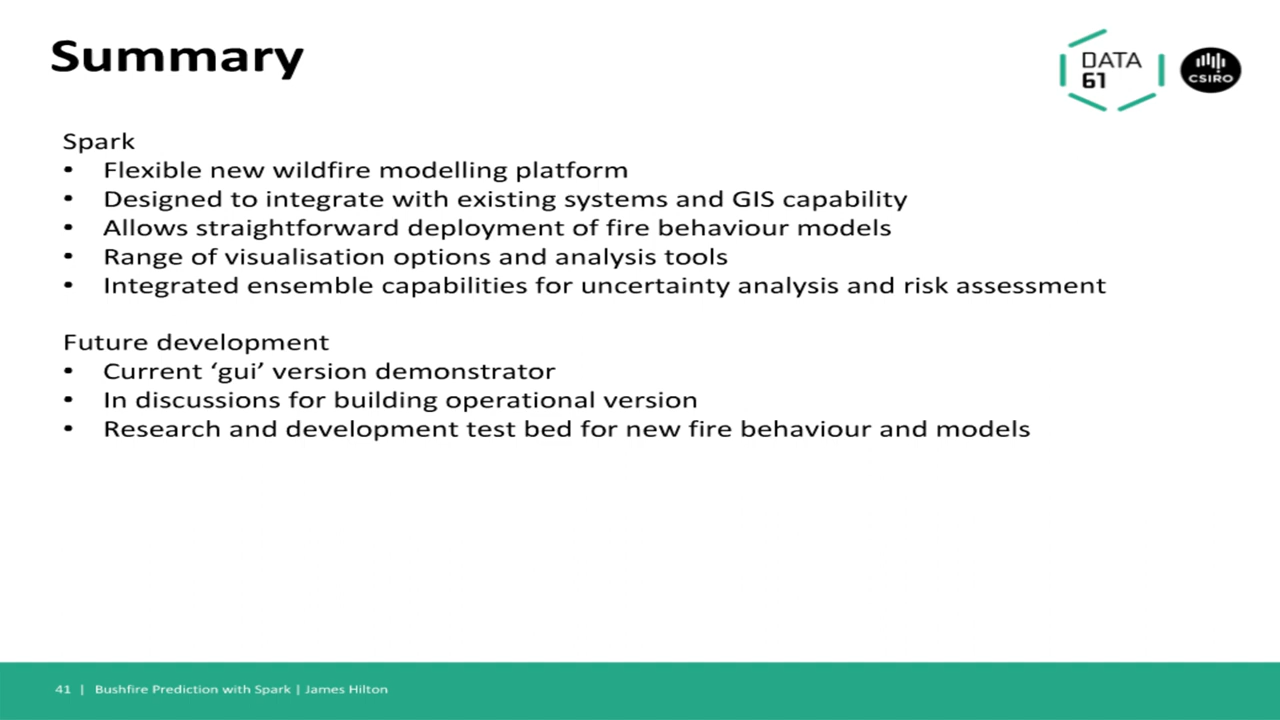 Summary
DATA
61
CSIRO
Spark
• Flexible new wildfire modelling platform
• Designed to integrate with existing systems and GIS capability
• Allows straightforward deployment of fire behaviour models
• Range of visualisation options and analysis tools
• Integrated ensemble capabilities for uncertainty analysis and risk assessment
Future development
• Current ‘gui’ version demonstrator
• In discussions for building operational version
• Research and development test bed for new fire behaviour and models
41 | Bushfire Prediction with Spark | James Hilton